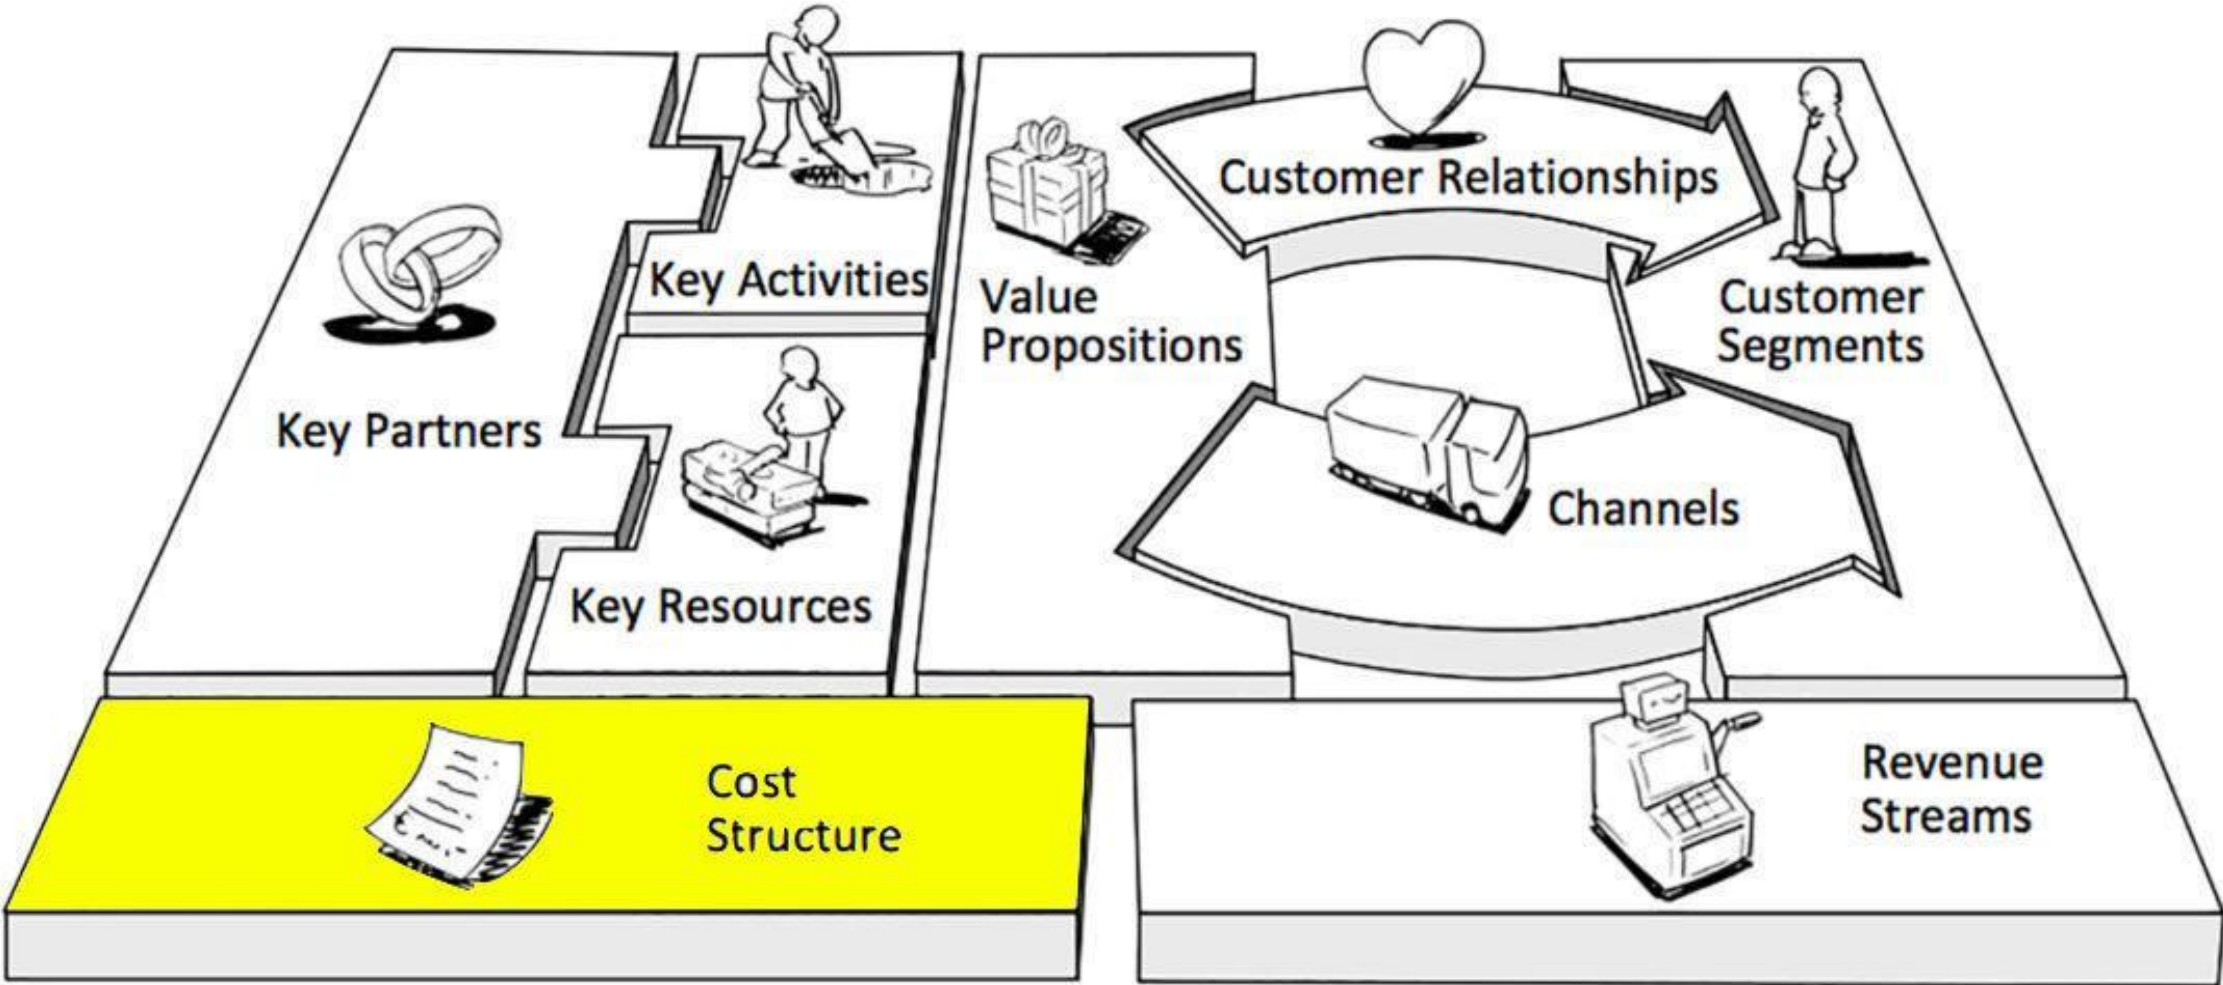 Key Partners
Key Activities
Key Resources
Value
Propositions
Customer Relationships
Channels
Customer
Segments
Cost
Structure
Revenue
Streams